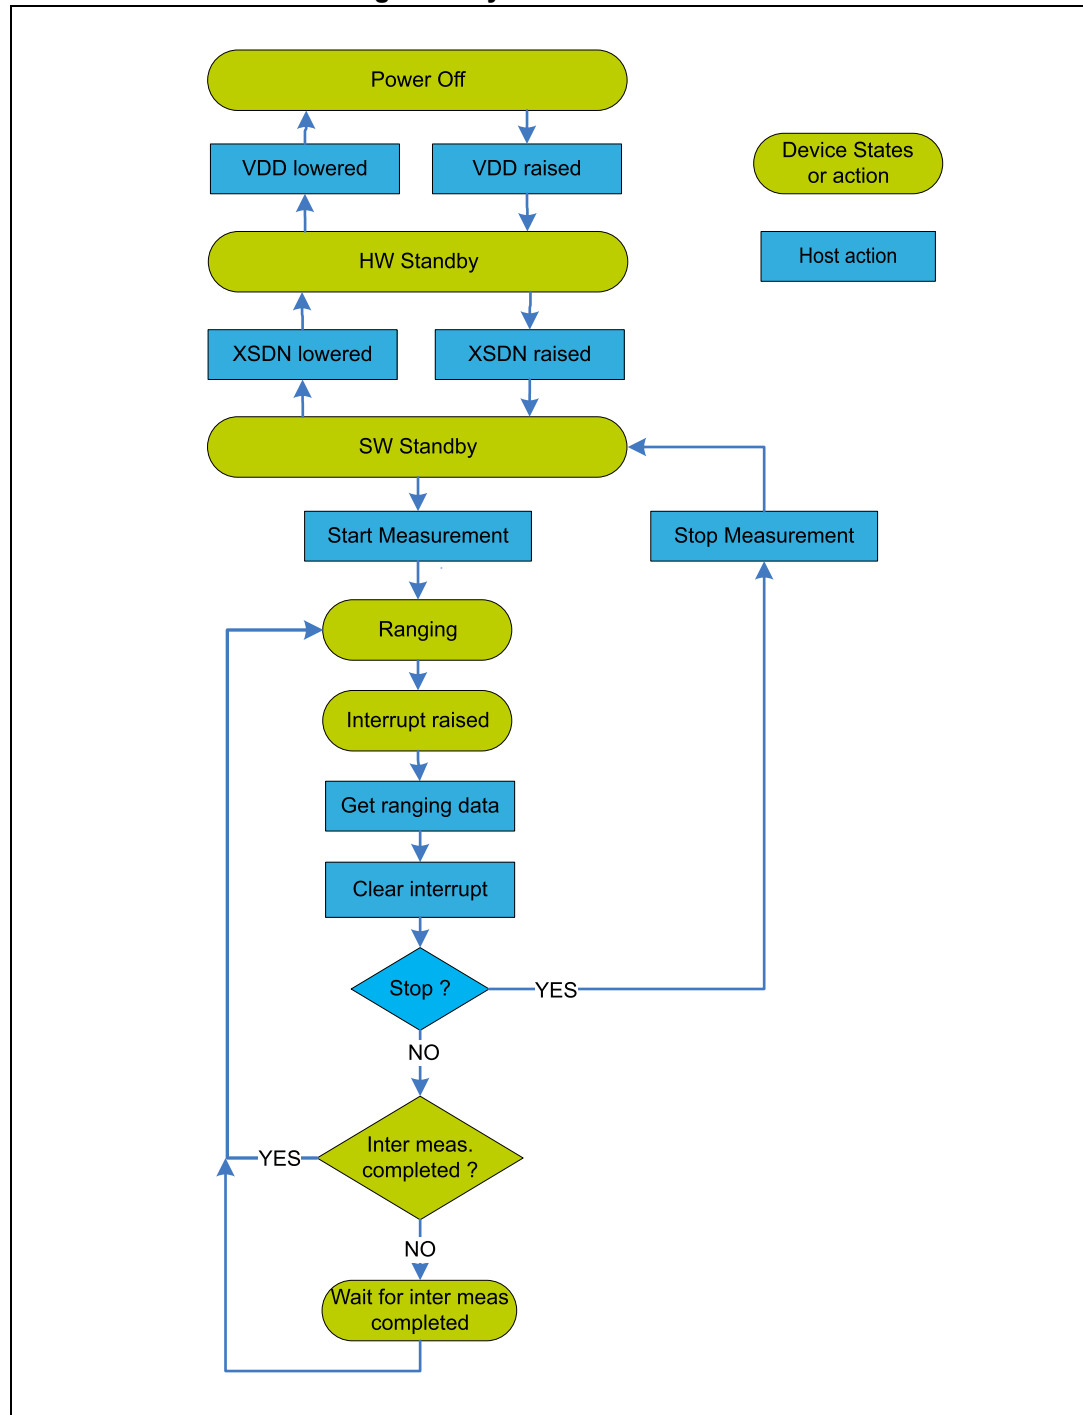 Power Off
VDD lowered
VDD raised
Device States
or action
HW Standby
Host action
XSDN lowered
XSDN raised
SW Standby
Start Measurement
Stop Measurement
Ranging
Interrupt raised
Get ranging data
Clear interrupt
Stop ?
YES
NO
Inter meas.
completed ?
YES
NO
Wait for inter meas
completed